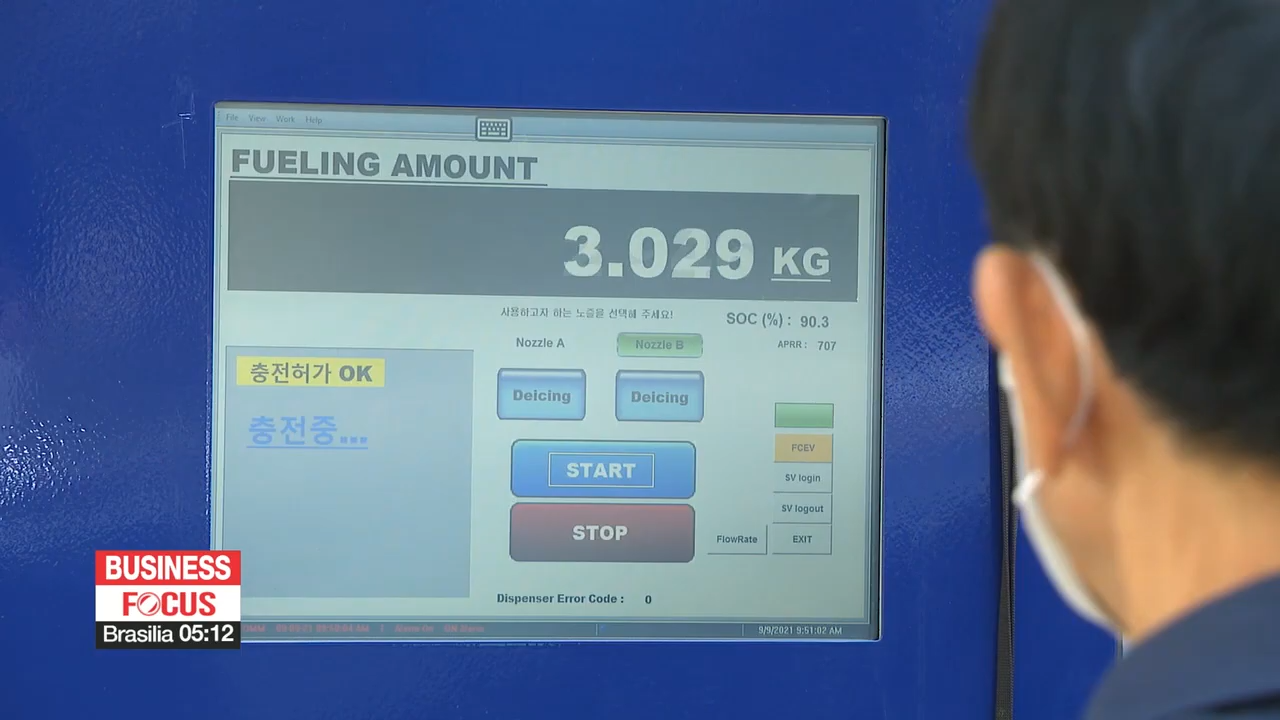 File View Work Help
FUELING AMOUNT
3.029 KG
사용하고자 하는 노즐을 선택해 주세요!
SOC (%) : 90.3
Nozzle A
Nozzle B
APRR : 707
충전허가 OK
충전중...
Deicing
Deicing
START
STOP
FCEV
SV login
SV logout
FlowRate
EXIT
Dispenser Error Code : 0
9/9/2021 9:51:02 AM
BUSINESS
FOCUS
Brasilia 05:12